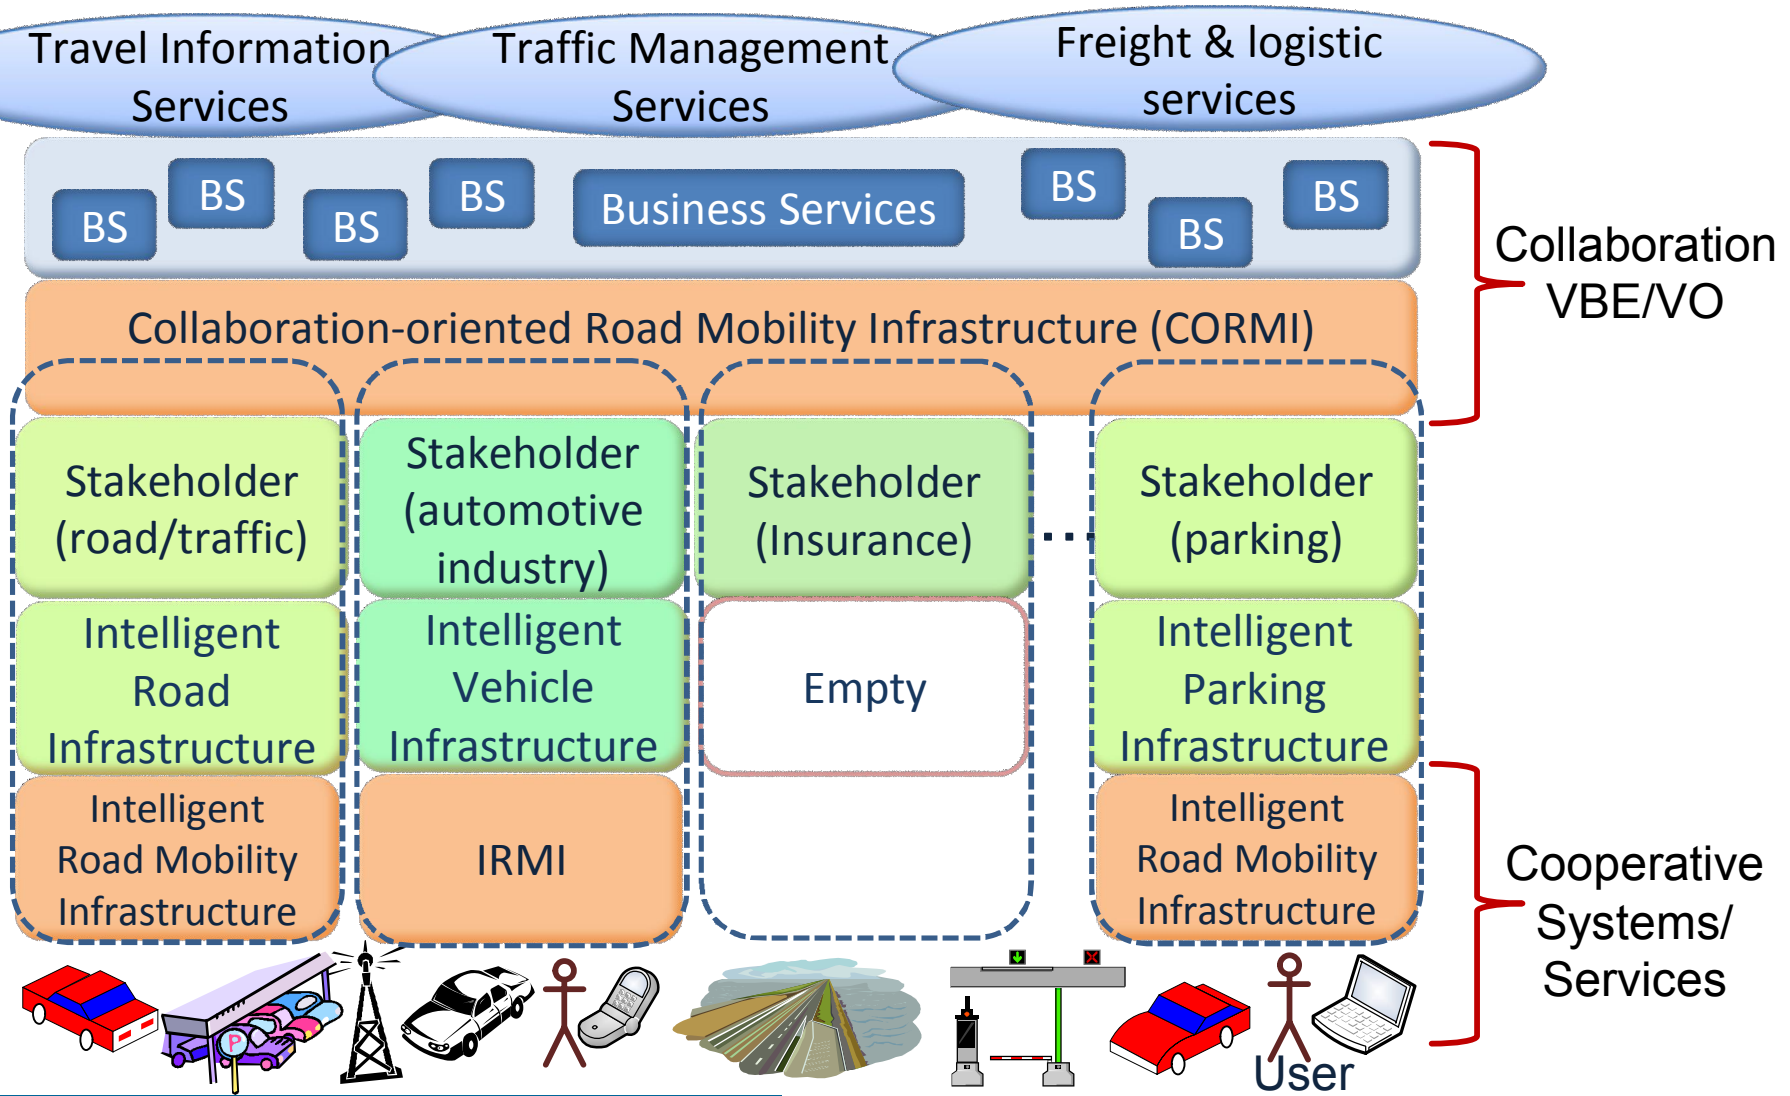 Travel Information
Services
Traffic Management
Services
Freight & logistic
services
BS
BS
BS
BS
Business Services
BS
BS
BS
Collaboration
VBE/VO
Collaboration-oriented Road Mobility Infrastructure (CORMI)
Stakeholder
(road/traffic)
Stakeholder
(automotive
industry)
Stakeholder
(Insurance)
...
Stakeholder
(parking)
Intelligent
Road
Infrastructure
Intelligent
Vehicle
Infrastructure
Empty
Intelligent
Parking
Infrastructure
Intelligent
Road Mobility
Infrastructure
IRMI
Intelligent
Road Mobility
Infrastructure
Cooperative
Systems/
Services
P
User